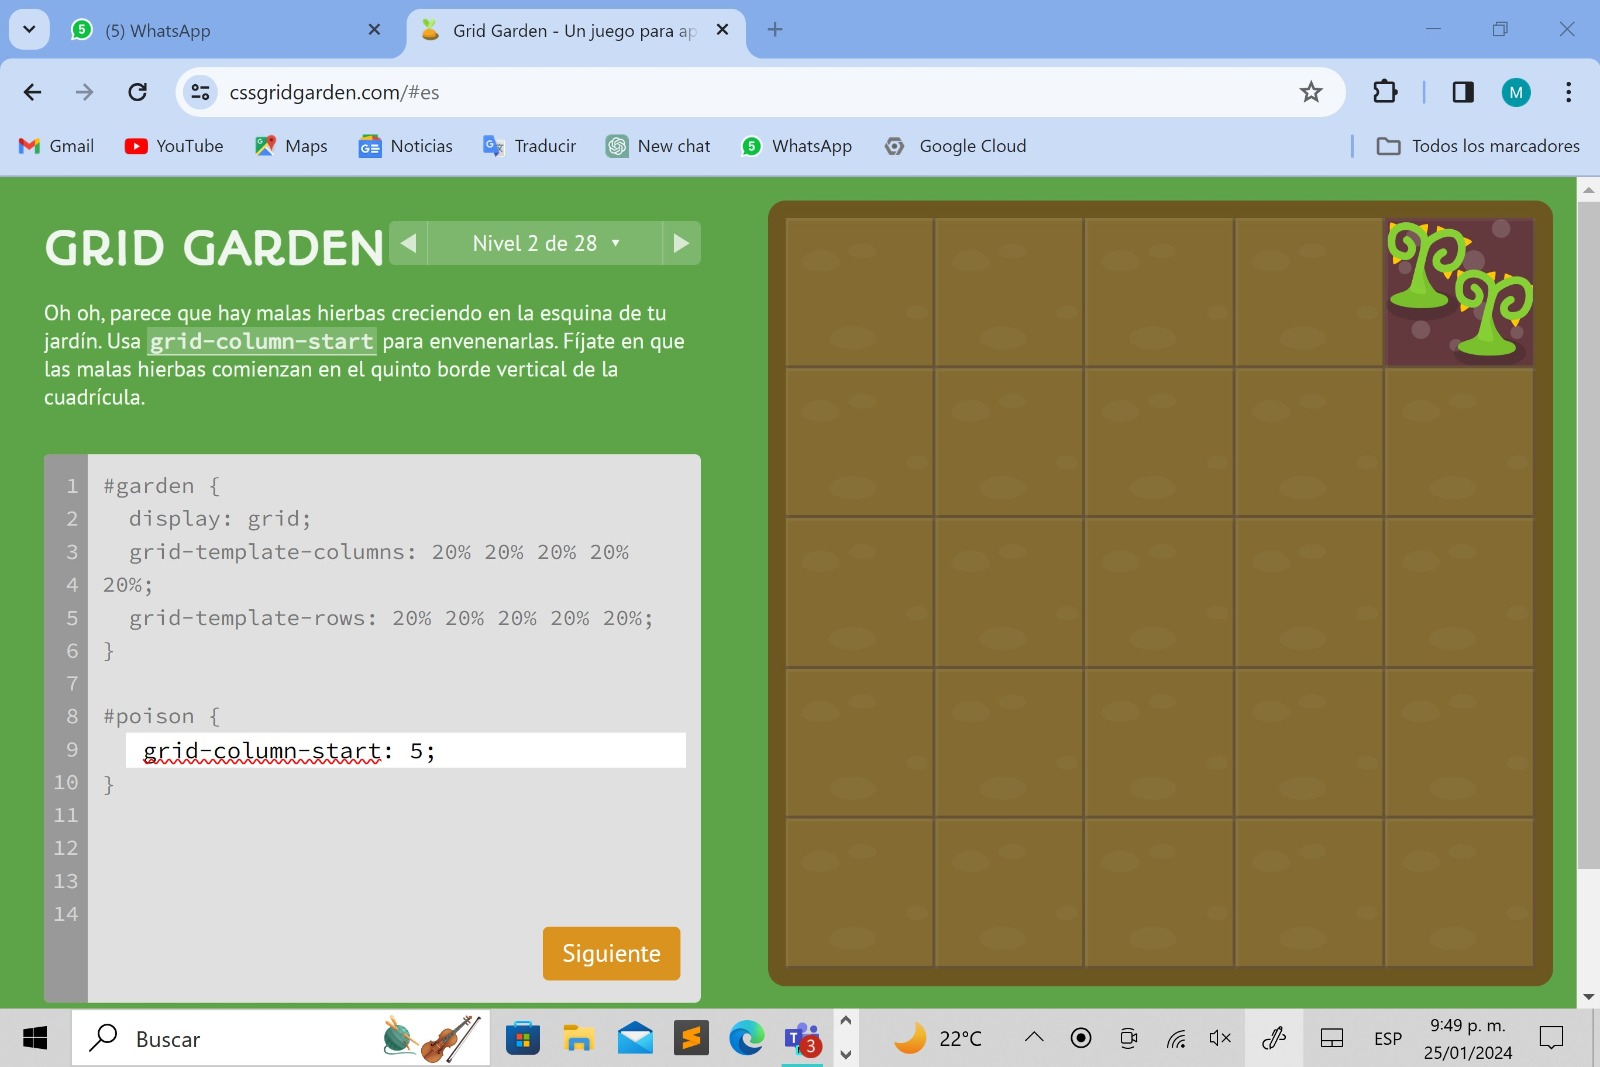 5 (5) WhatsApp
Grid Garden - Un juego para ap
cssgridgarden.com/#es
M
Gmail YouTube Maps Noticias Traducir New chat 5 WhatsApp Google Cloud Todos los marcadores
GRID GARDEN
Nivel 2 de 28
Oh oh, parece que hay malas hierbas creciendo en la esquina de tu
jardín. Usa grid-column-start para envenenarlas. Fíjate en que
las malas hierbas comienzan en el quinto borde vertical de la
cuadrícula.
1 #garden {
2 display: grid;
3 grid-template-columns: 20% 20% 20% 20%
4 20%;
5 grid-template-rows: 20% 20% 20% 20% 20%;
6 }
7
8 #poison {
9 grid-column-start: 5;
10 }
11
12
13
14
Siguiente
Buscar
3
22°C
ESP
9:49 p. m.
25/01/2024